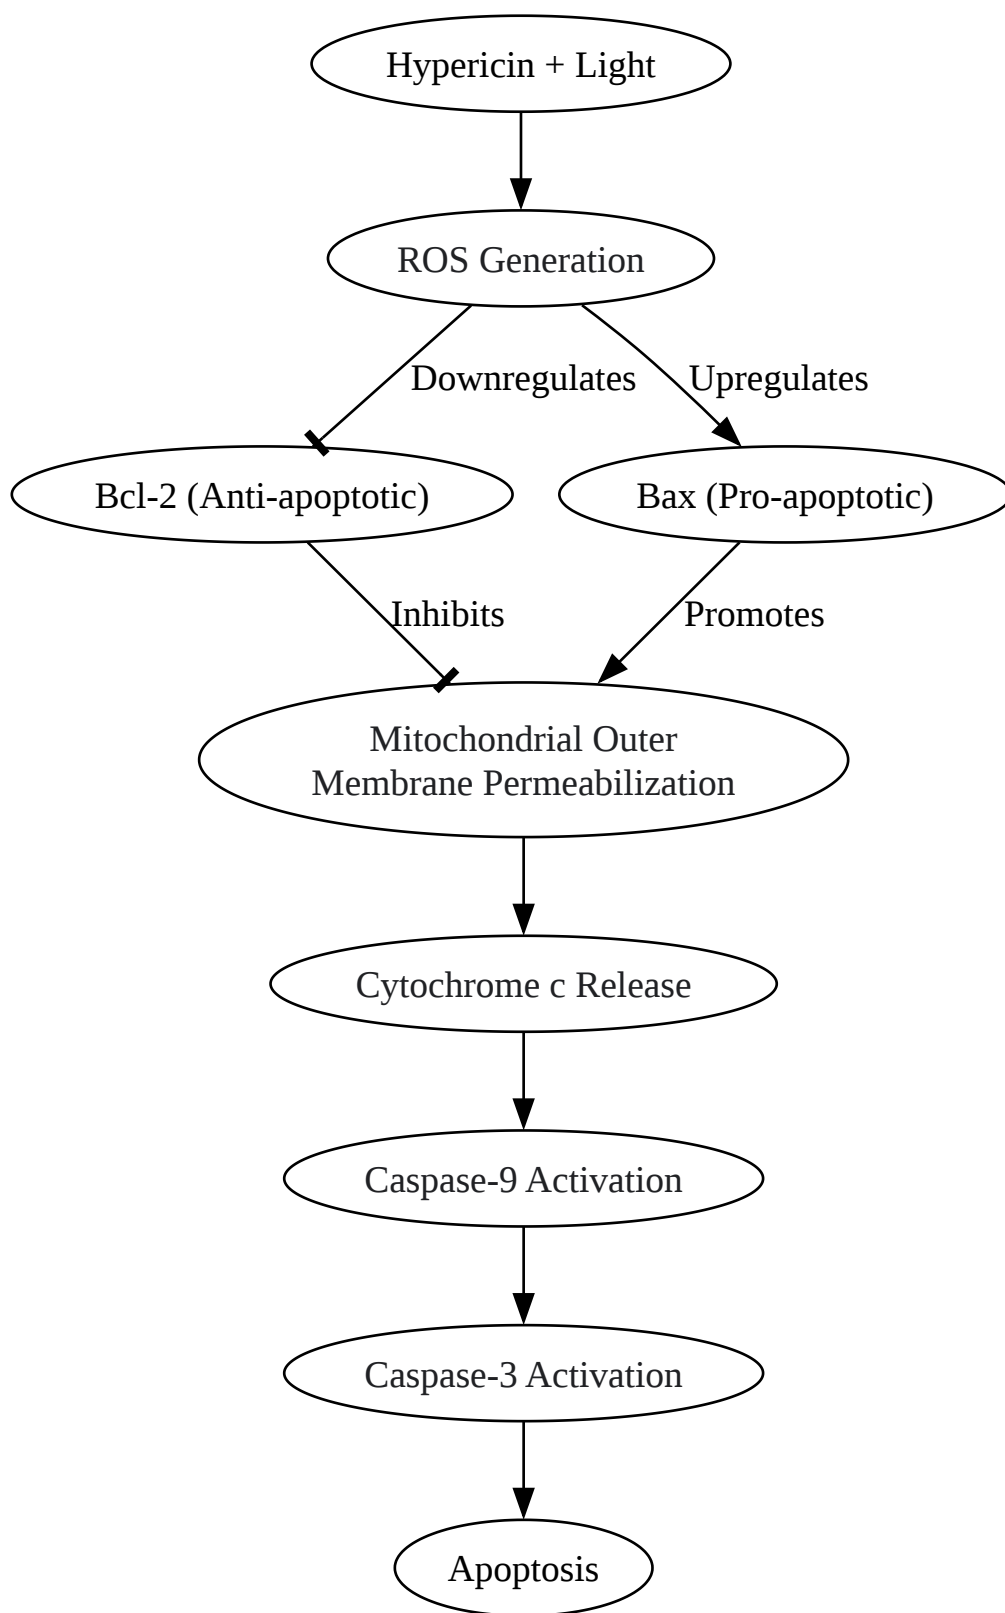 Hypericin + Light
ROS Generation
Downregulates
Upregulates
Bcl-2 (Anti-apoptotic)
Bax (Pro-apoptotic)
Inhibits
Promotes
Mitochondrial Outer
Membrane Permeabilization
Cytochrome c Release
Caspase-9 Activation
Caspase-3 Activation
Apoptosis